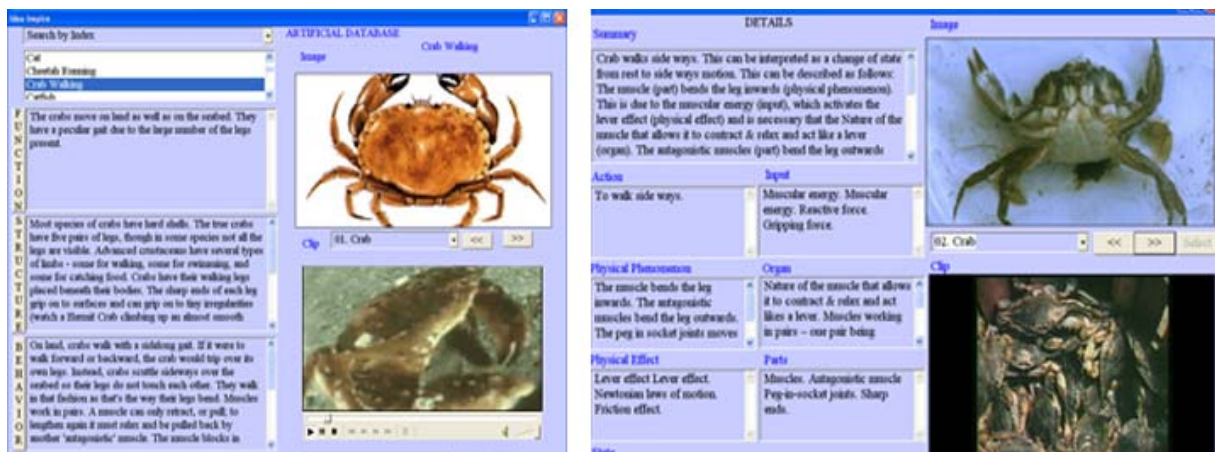 Idea Inspire
Search by Index
ARTIFICIAL DATABASE
Crab Walking
Image
Cat
Cheetah Running
Crab Walking
Catfish
FUNCTION
The crabs move on land as well as on the seabed. They
have a peculiar gait due to the large number of the legs
present.
STRUCTURE
Most species of crabs have hard shells. The true crabs
have five pairs of legs, though in some species not all the
legs are visible. Advanced crustaceans have several types
of limbs - some for walking, some for swimming, and
some for catching food. Crabs have their walking legs
placed beneath their bodies. The sharp ends of each leg
grip on to surfaces and can grip on to tiny irregularities
(watch a Hermit Crab climbing up an almost smooth
BEHAVIOR
On land, crabs walk with a sidelong gait. If it were to
walk forward or backward, the crab would trip over its
own legs. Instead, crabs scuttle sideways over the
seabed so their legs do not touch each other. They walk
in that fashion as that's the way their legs bend. Muscles
work in pairs. A muscle can only retract, or pull, to
lengthen again it must relax and be pulled back by
another 'antagonistic' muscle. The muscle blocks in
Clip
01. Crab
<<
>>
DETAILS
Summary
Crab walks side ways. This can be interpreted as a change of state
from rest to side ways motion. This can be described as follows:
The muscle (part) bends the leg inwards (physical phenomenon).
This is due to the muscular energy (input), which activates the
lever effect (physical effect) and is necessary that the Nature of the
muscle that allows it to contract & relax and act like a lever
(organ). The antagonistic muscles (part) bend the leg outwards
Action
To walk side ways.
Input
Muscular energy. Muscular
energy. Reactive force.
Gripping force.
Physical Phenomenon
The muscle bends the leg
inwards. The antagonistic
muscles bend the leg outwards.
The peg in socket joints moves
Organ
Nature of the muscle that allows
it to contract & relax and act
likes a lever. Muscles working
in pairs – one pair being
Physical Effect
Lever effect Lever effect.
Newtonian laws of motion.
Friction effect.
Parts
Muscles. Antagonistic muscle
Peg-in-socket joints. Sharp
ends.
State
Image
02. Crab
<<
>>
Select
Clip